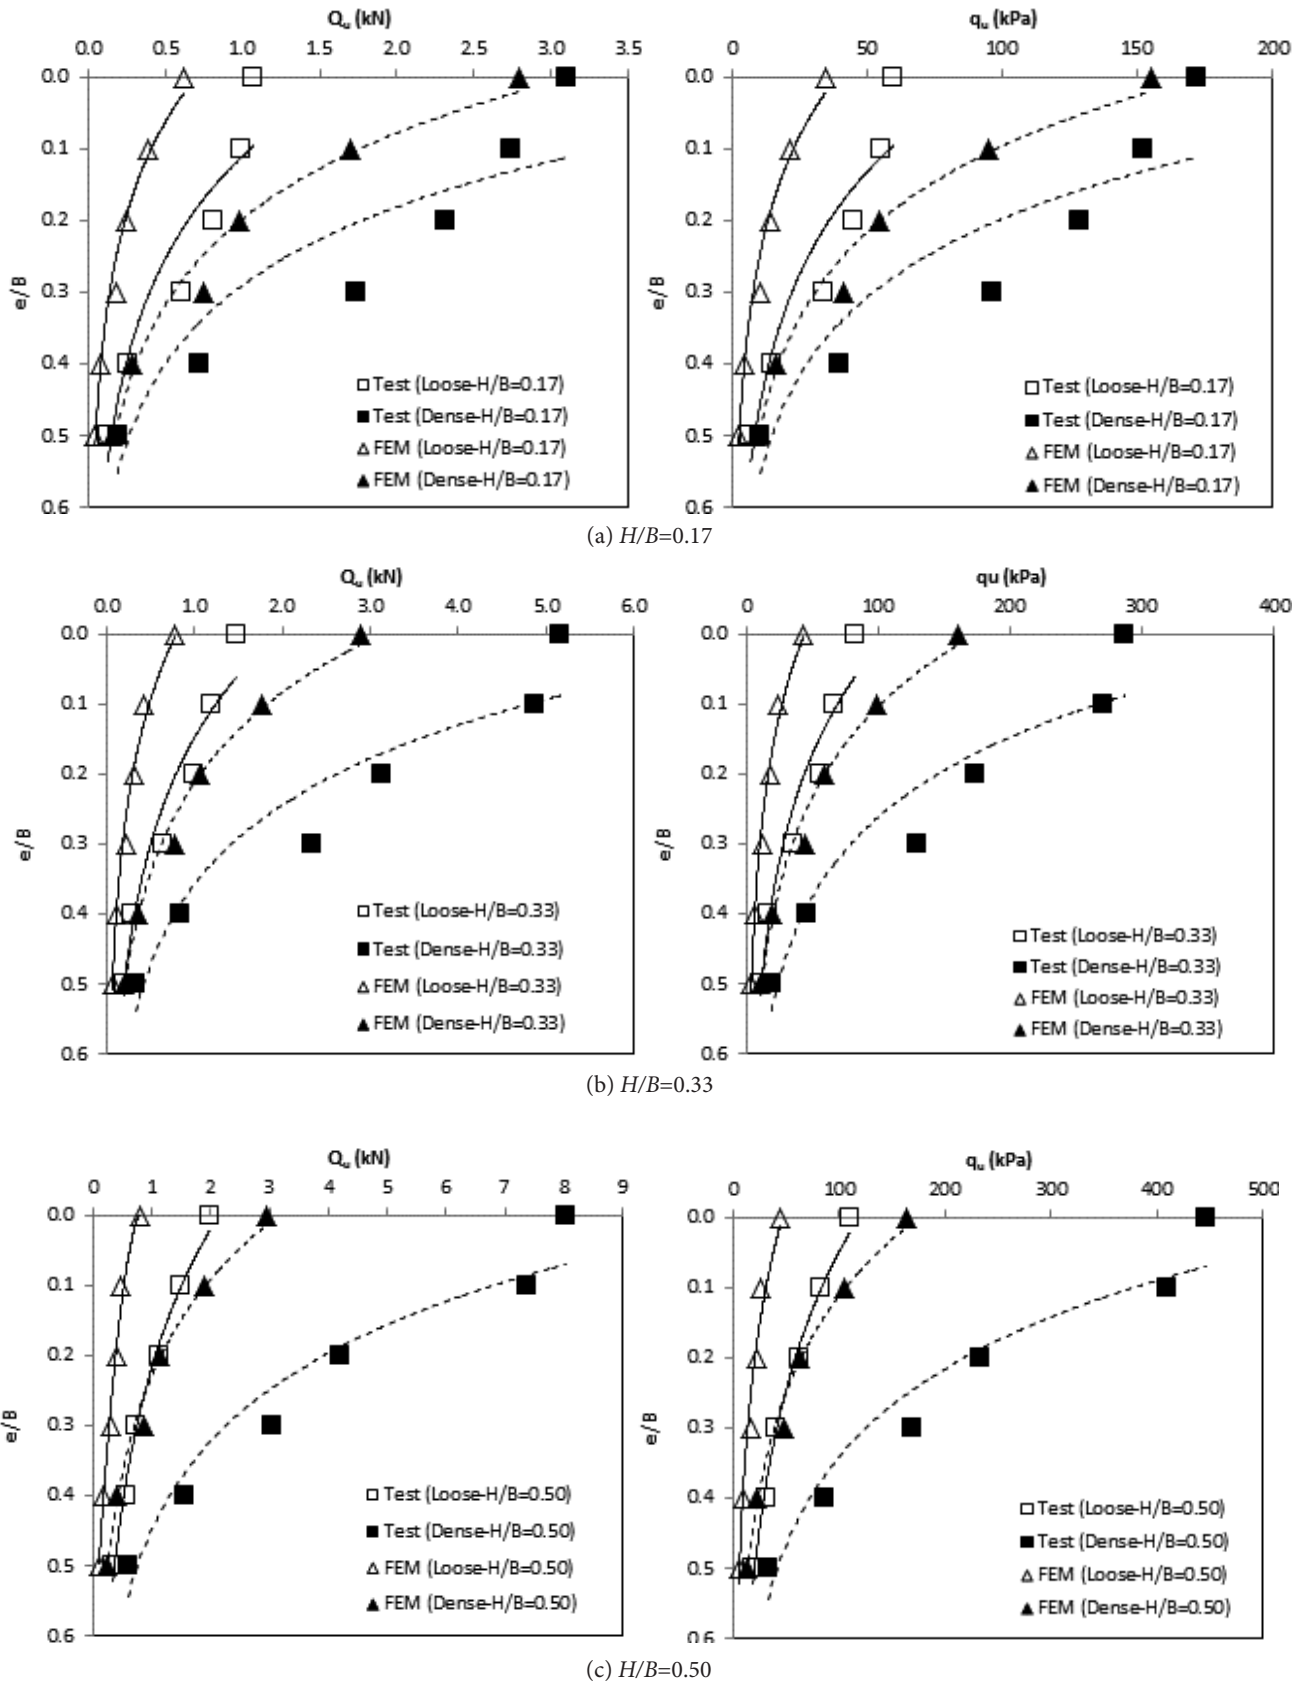 Qu (kN)
0.0 0.5 1.0 1.5 2.0 2.5 3.0 3.5
0.0
0.1
0.2
0.3
0.4
0.5
0.6
e/B
Test (Loose-H/B=0.17)
Test (Dense-H/B=0.17)
FEM (Loose-H/B=0.17)
FEM (Dense-H/B=0.17)
qu (kPa)
0 50 100 150 200
0.0
0.1
0.2
0.3
0.4
0.5
0.6
e/B
Test (Loose-H/B=0.17)
Test (Dense-H/B=0.17)
FEM (Loose-H/B=0.17)
FEM (Dense-H/B=0.17)
(a) H/B=0.17
Qu (kN)
0.0 1.0 2.0 3.0 4.0 5.0 6.0
0.0
0.1
0.2
0.3
0.4
0.5
0.6
e/B
Test (Loose-H/B=0.33)
Test (Dense-H/B=0.33)
FEM (Loose-H/B=0.33)
FEM (Dense-H/B=0.33)
qu (kPa)
0 100 200 300 400
0.0
0.1
0.2
0.3
0.4
0.5
0.6
e/B
Test (Loose-H/B=0.33)
Test (Dense-H/B=0.33)
FEM (Loose-H/B=0.33)
FEM (Dense-H/B=0.33)
(b) H/B=0.33
Qu (kN)
0 1 2 3 4 5 6 7 8 9
0.0
0.1
0.2
0.3
0.4
0.5
0.6
e/B
Test (Loose-H/B=0.50)
Test (Dense-H/B=0.50)
FEM (Loose-H/B=0.50)
FEM (Dense-H/B=0.50)
qu (kPa)
0 100 200 300 400 500
0.0
0.1
0.2
0.3
0.4
0.5
0.6
e/B
Test (Loose-H/B=0.50)
Test (Dense-H/B=0.50)
FEM (Loose-H/B=0.50)
FEM (Dense-H/B=0.50)
(c) H/B=0.50